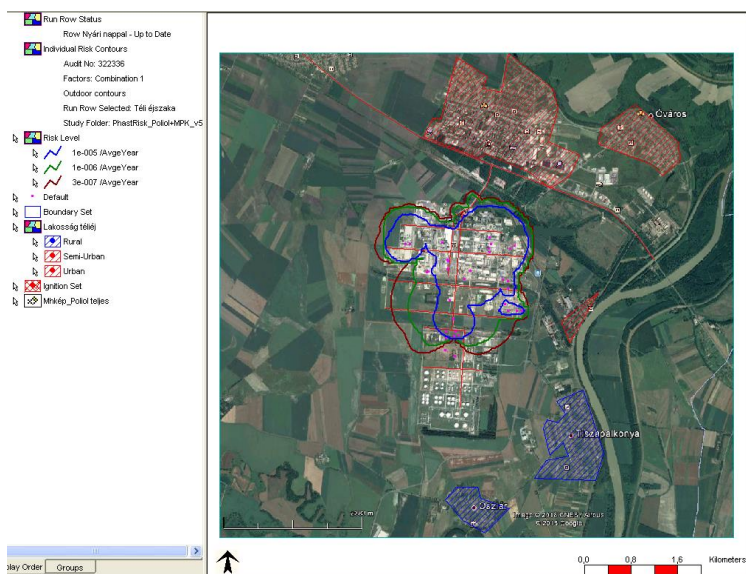 Run Row Status
Row Nyári nappal - Up to Date
Individual Risk Contours
Audit No: 322336
Factors: Combination 1
Outdoor contours
Run Row Selected: Téli éjszaka
Study Folder: PhastRisk_Poliol+MPK_v5
Risk Level
1e-005 /AvgeYear
1e-006 /AvgeYear
3e-007 /AvgeYear
Default
Boundary Set
Lakosság téliéj
Rural
Semi-Urban
Urban
Ignition Set
Mhkép_Poliol teljes
play Order
Groups
Óváros
Tiszapalkonya
Oszlár
© 2015 Google
0,0 0,8 1,6 Kilometers